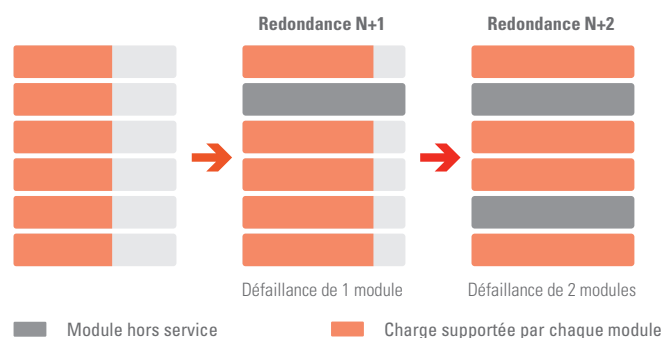 Redondance N+1
Redondance N+2
Défaillance de 1 module
Défaillance de 2 modules
Module hors service
Charge supportée par chaque module